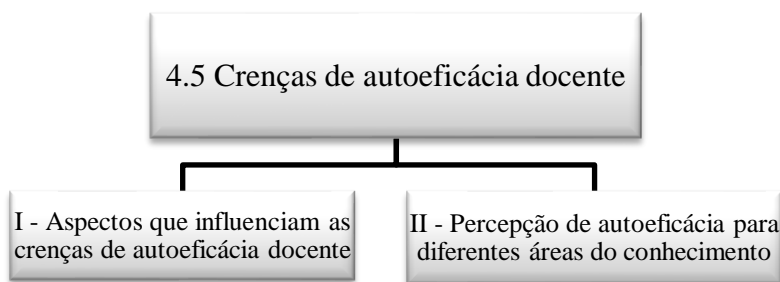 4.5 Crenças de autoeficácia docente
I - Aspectos que influenciam as
crenças de autoeficácia docente
II - Percepção de autoeficácia para
diferentes áreas do conhecimento